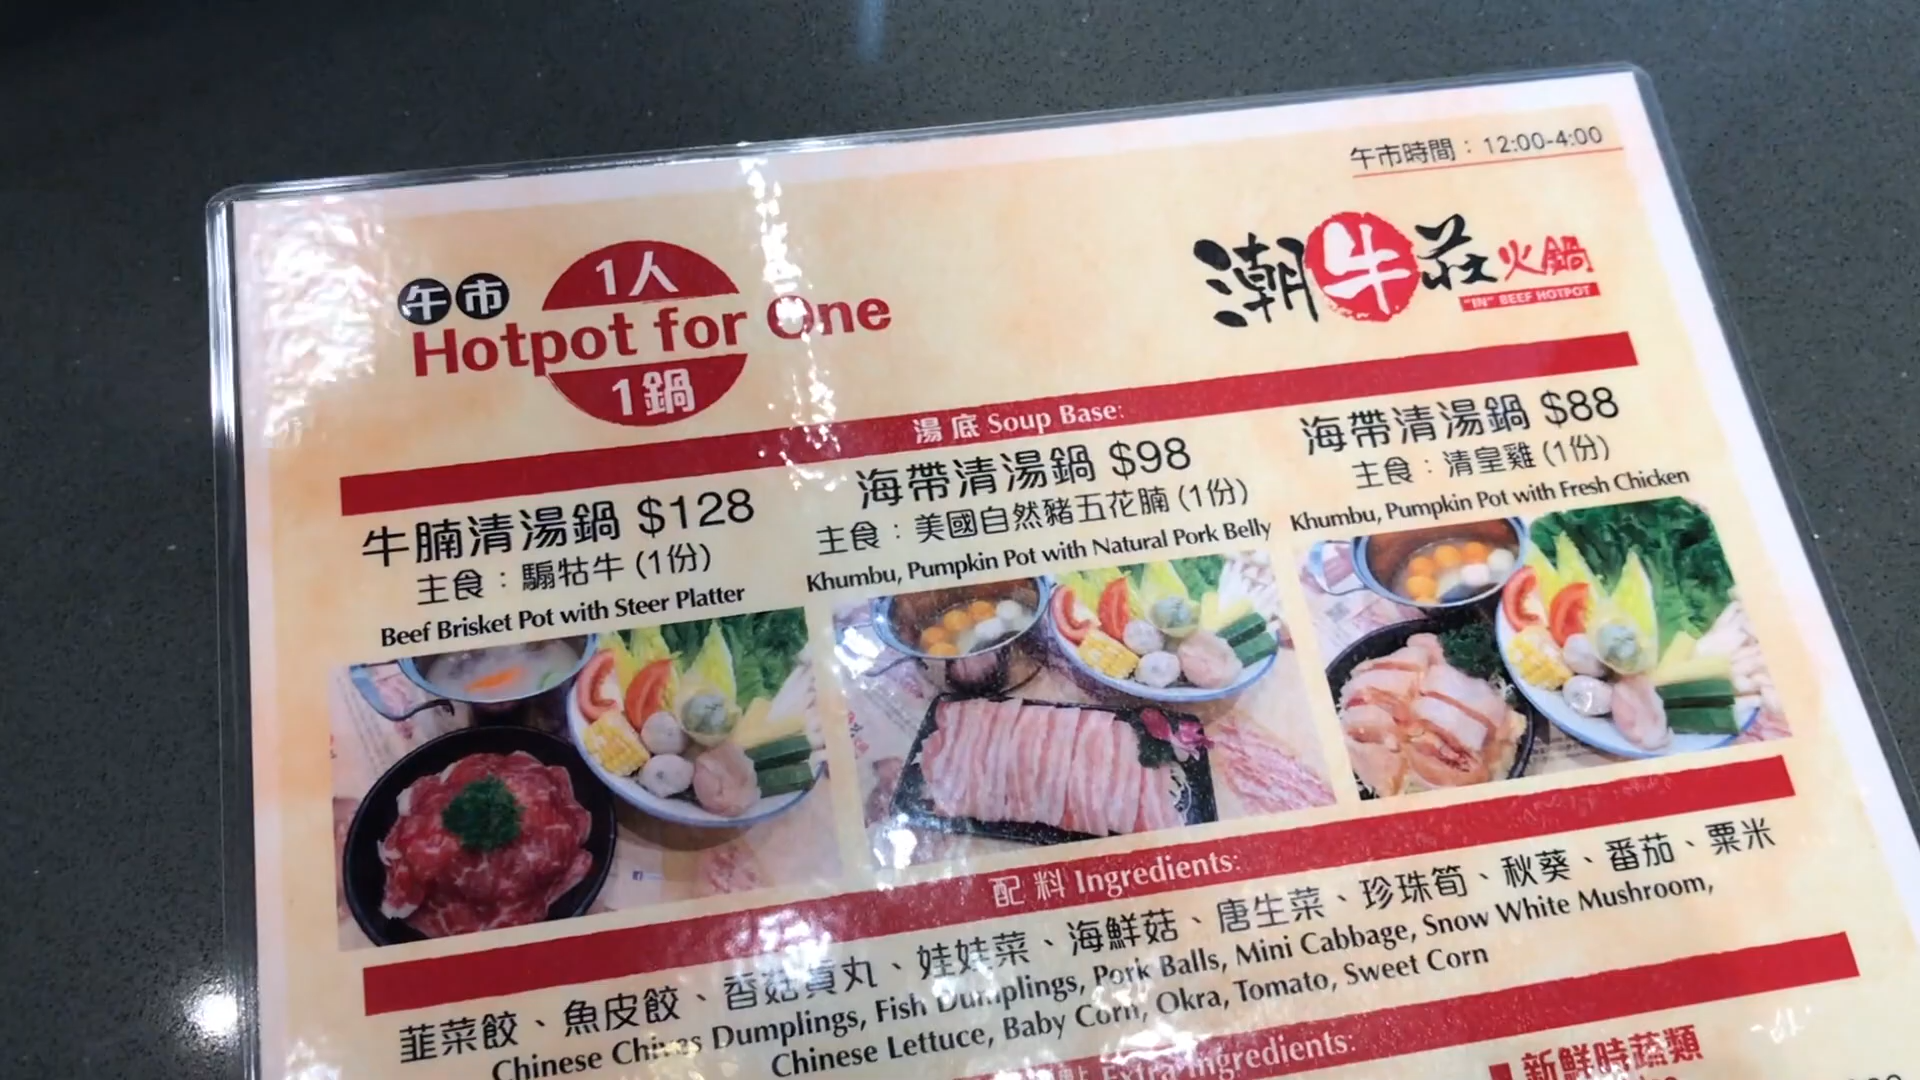 午市時間：12:00-4:00
午市
1人
Hotpot for One
1鍋
潮牛莊火鍋
"IN" BEEF HOTPOT
湯底 Soup Base:
牛腩清湯鍋 $128
主食：騸牯牛 (1份)
Beef Brisket Pot with Steer Platter
海帶清湯鍋 $98
主食：美國自然豬五花腩 (1份)
Khumbu, Pumpkin Pot with Natural Pork Belly
海帶清湯鍋 $88
主食：清皇雞 (1份)
Khumbu, Pumpkin Pot with Fresh Chicken
配料 Ingredients:
韮菜餃、魚皮餃、香菇貢丸、娃娃菜、海鮮菇、唐生菜、珍珠筍、秋葵、番茄、粟米
Chinese Chives Dumplings, Fish Dumplings, Pork Balls, Mini Cabbage, Snow White Mushroom,
Chinese Lettuce, Baby Corn, Okra, Tomato, Sweet Corn
Extra Ingredients:
新鮮時蔬類